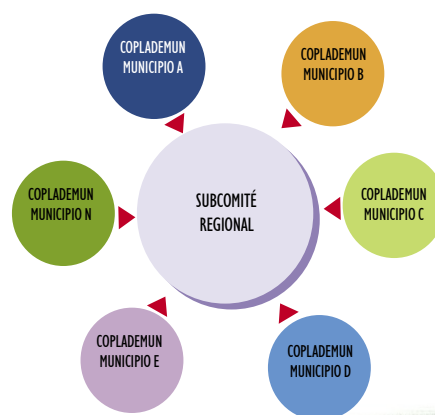 COPLADEMUN
MUNICIPIO A
COPLADEMUN
MUNICIPIO B
COPLADEMUN
MUNICIPIO N
SUBCOMITÉ
REGIONAL
COPLADEMUN
MUNICIPIO C
COPLADEMUN
MUNICIPIO E
COPLADEMUN
MUNICIPIO D